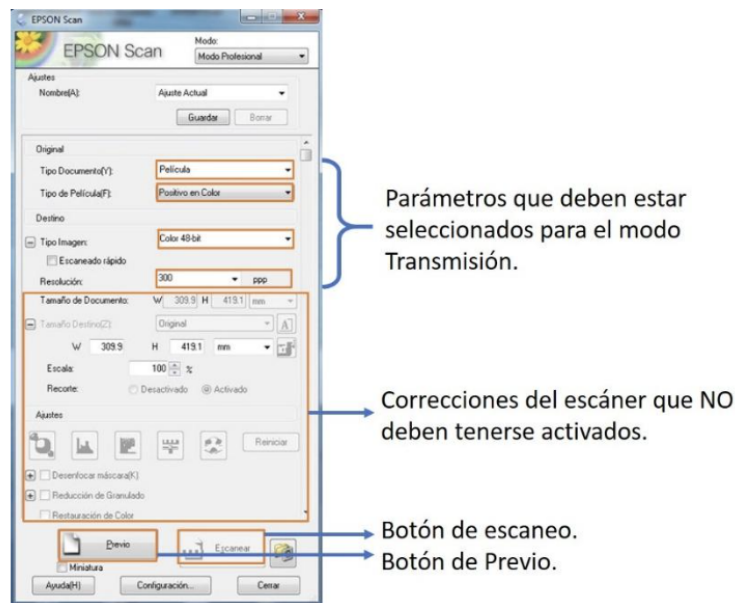 EPSON Scan
EPSON Scan
Modo:
Modo Profesional
Ajustes
Nombre(A):
Ajuste Actual
Guardar
Borrar
Original
Tipo Documento(Y):
Película
Tipo de Película(F):
Positivo en Color
Destino
Tipo Imagen:
Color 48-bit
Escaneado rápido
Resolución:
300
ppp
Parámetros que deben estar
seleccionados para el modo
Transmisión.
Tamaño de Documento:
W 309.9 H 419.1 mm
Tamaño Destino(Z):
Original
W 309.9 H 419.1 mm
Escala:
100 %
Recorte:
Desactivado
Activado
Ajustes
Reiniciar
Desenfocar máscara(K)
Reducción de Granulado
Restauración de Color
Correcciones del escáner que NO
deben tenerse activados.
Previo
Escanear
Miniatura
Ayuda(H)
Configuración...
Cerrar
Botón de escaneo.
Botón de Previo.